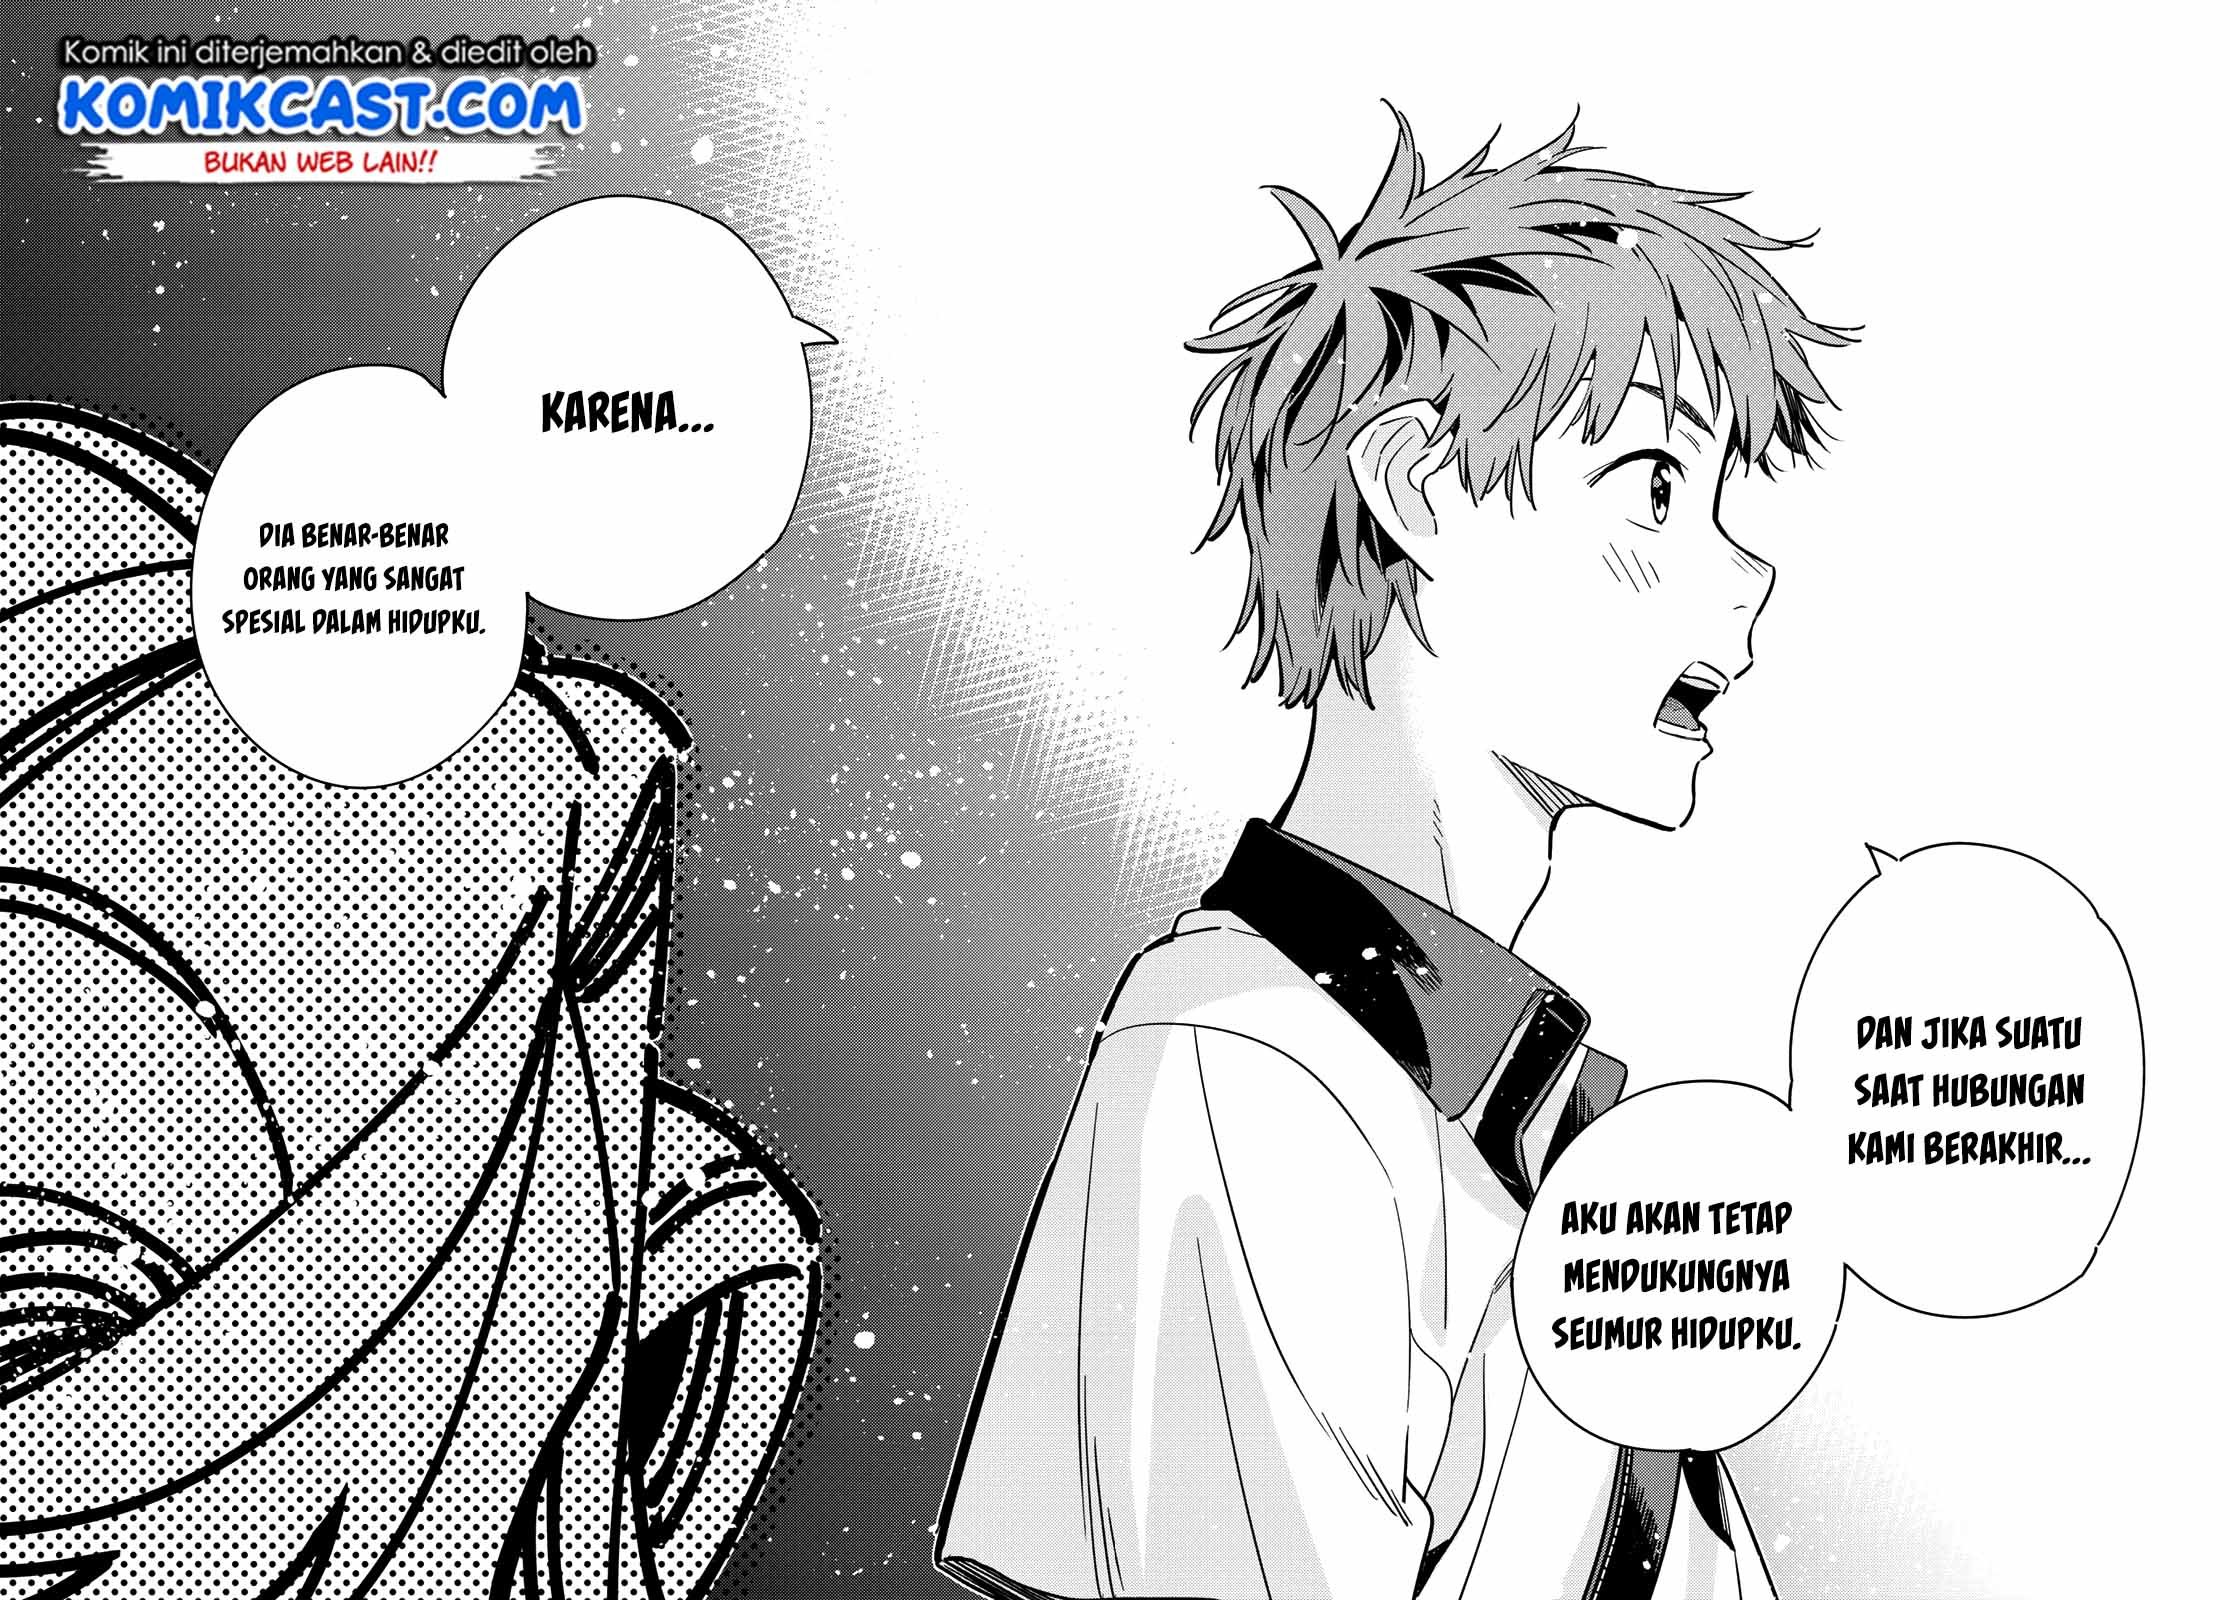 Komik ini diterjemahkan & diedit oleh
KOMIKCAST.COM
BUKAN WEB LAIN!!
DAN JIKA SUATU
SAAT HUBUNGAN
KAMI BERAKHIR...
AKU AKAN TETAP
MENDUKUNGNYA
SEUMUR HIDUPKU.
KARENA...
DIA BENAR-BENAR
ORANG YANG SANGAT
SPESIAL DALAM HIDUPKU.